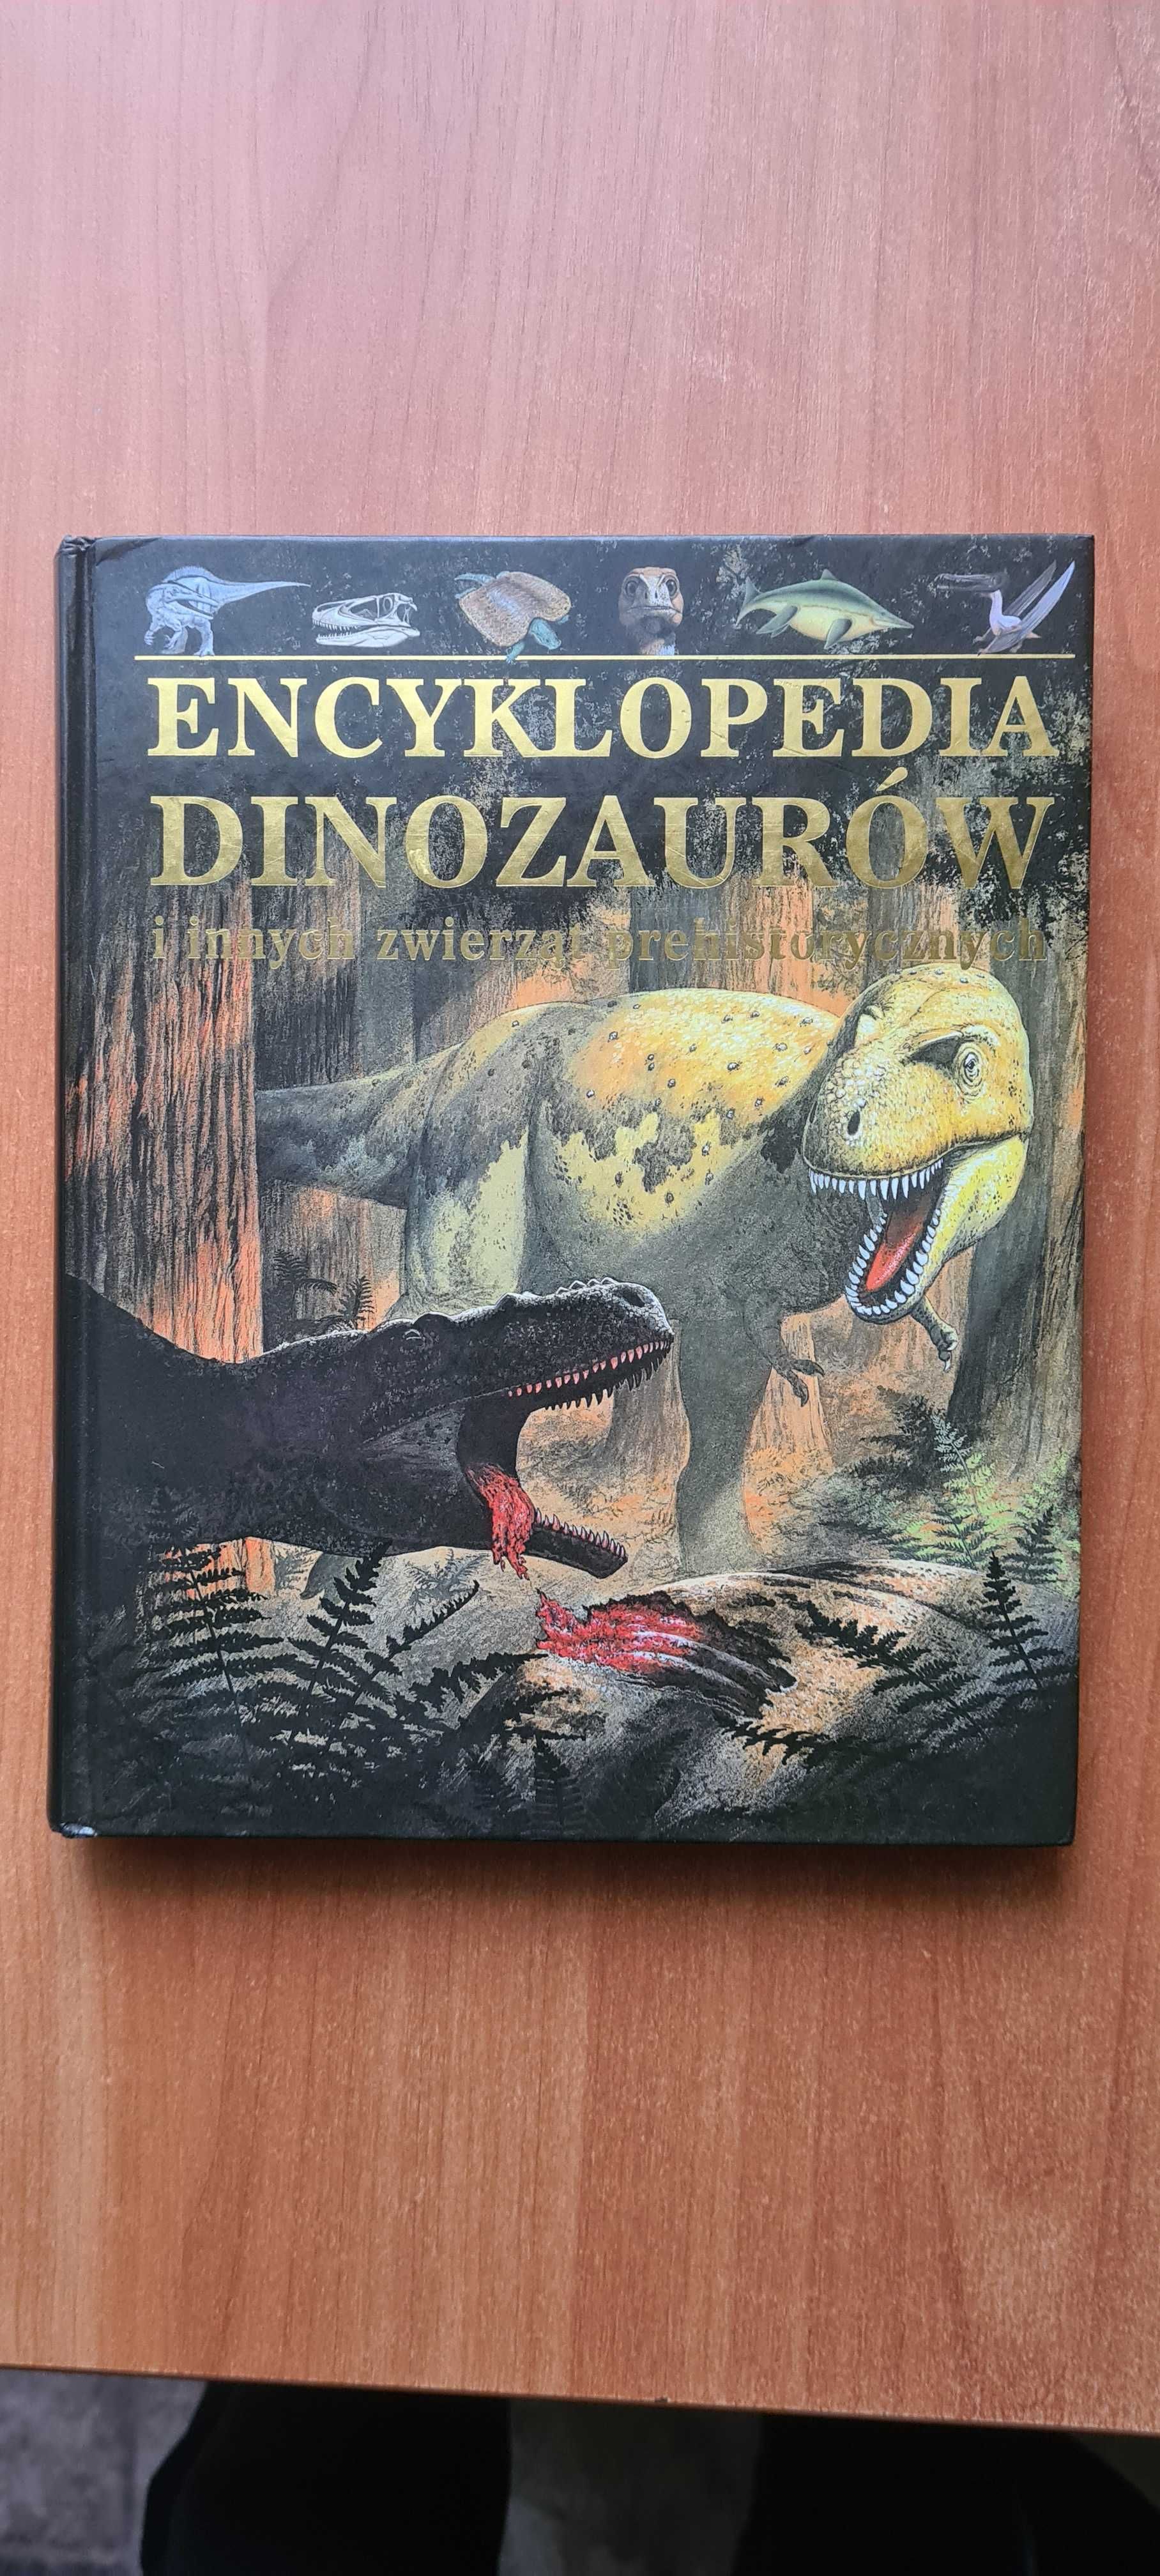 ENCYKLOPEDIA
DINOZAURÓW
i innych zwierząt prehistorycznych